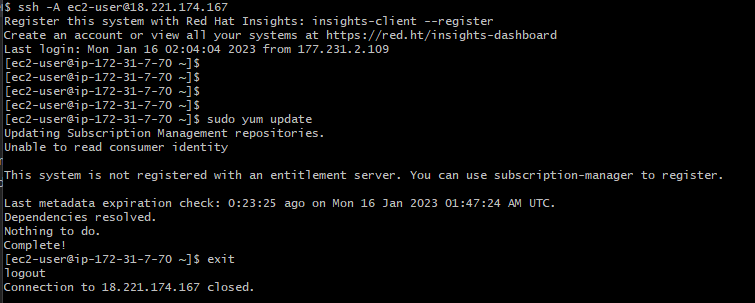 $ ssh -A ec2-user@18.221.174.167
Register this system with Red Hat Insights: insights-client --register
Create an account or view all your systems at https://red.ht/insights-dashboard
Last login: Mon Jan 16 02:04:04 2023 from 177.231.2.109
[ec2-user@ip-172-31-7-70 ~]$
[ec2-user@ip-172-31-7-70 ~]$
[ec2-user@ip-172-31-7-70 ~]$
[ec2-user@ip-172-31-7-70 ~]$
[ec2-user@ip-172-31-7-70 ~]$ sudo yum update
Updating Subscription Management repositories.
Unable to read consumer identity
This system is not registered with an entitlement server. You can use subscription-manager to register.
Last metadata expiration check: 0:23:25 ago on Mon 16 Jan 2023 01:47:24 AM UTC.
Dependencies resolved.
Nothing to do.
Complete!
[ec2-user@ip-172-31-7-70 ~]$ exit
logout
Connection to 18.221.174.167 closed.